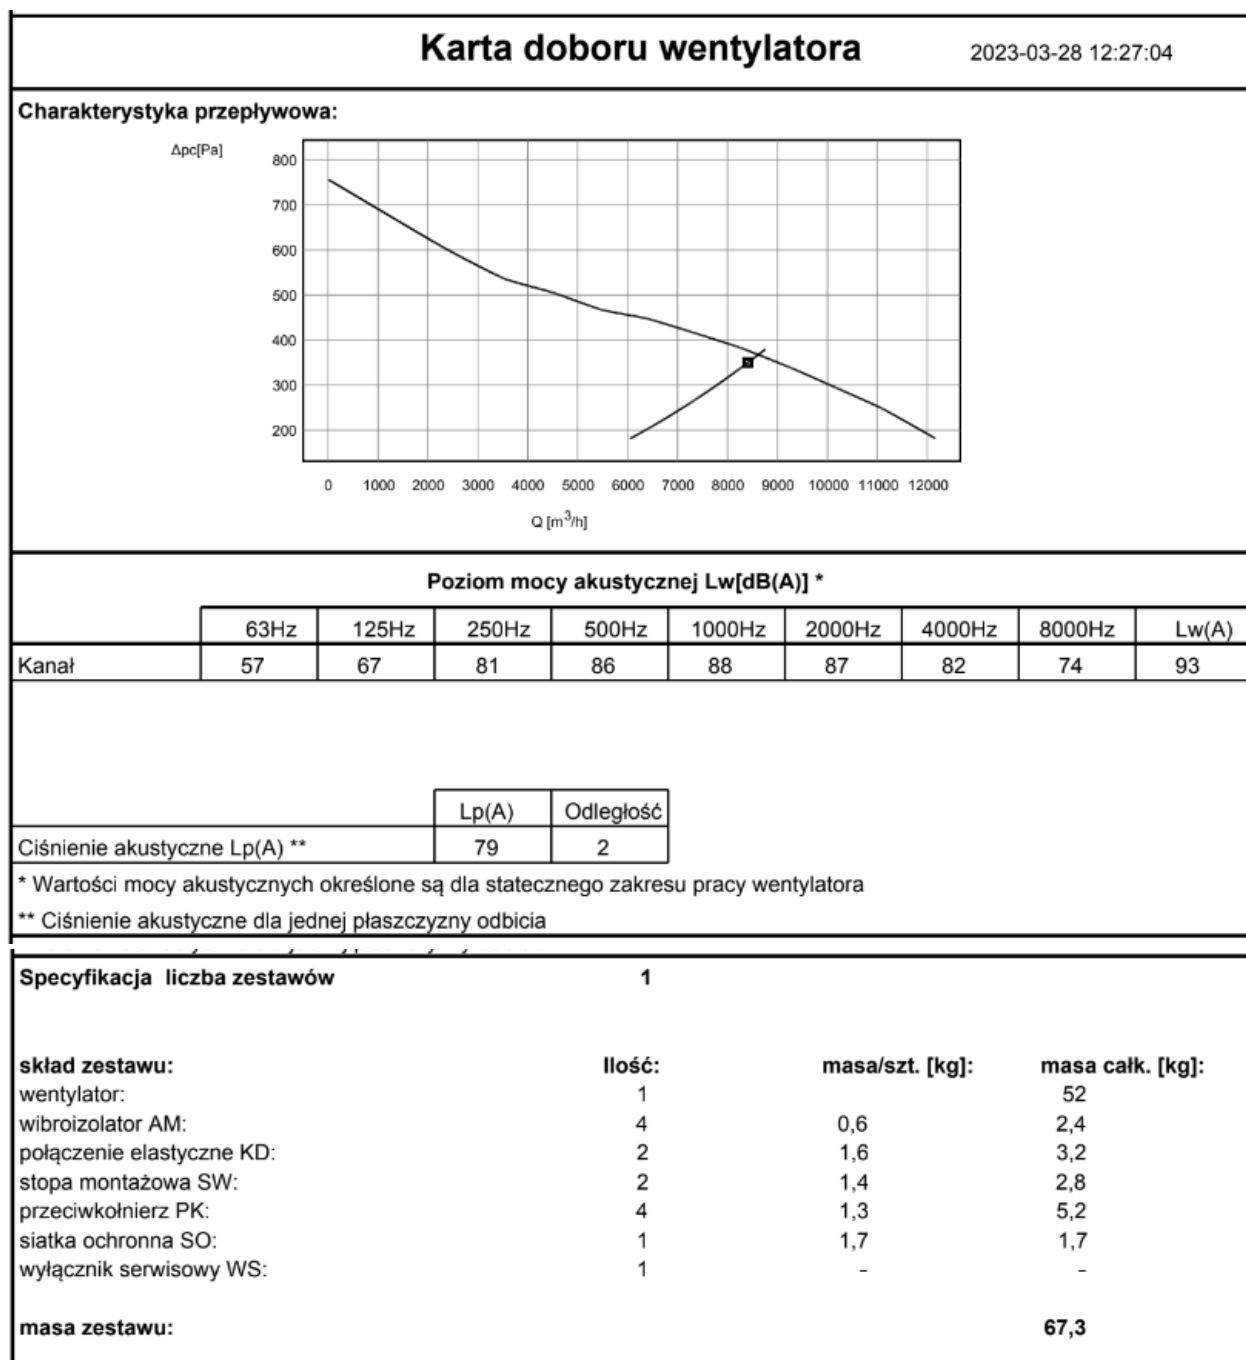 Karta doboru wentylatora 2023-03-28 12:27:04
Charakterystyka przepływowa:
Δpc[Pa]
800
700
600
500
400
300
200
0 1000 2000 3000 4000 5000 6000 7000 8000 9000 10000 11000 12000
Q [m³/h]
Poziom mocy akustycznej Lw[dB(A)] *
63Hz 125Hz 250Hz 500Hz 1000Hz 2000Hz 4000Hz 8000Hz Lw(A)
Kanał 57 67 81 86 88 87 82 74 93
Lp(A) Odległość
Ciśnienie akustyczne Lp(A) ** 79 2
* Wartości mocy akustycznych określone są dla statecznego zakresu pracy wentylatora
** Ciśnienie akustyczne dla jednej płaszczyzny odbicia
Specyfikacja liczba zestawów 1
skład zestawu: Ilość: masa/szt. [kg]: masa całk. [kg]:
wentylator: 1 52
wibroizolator AM: 4 0,6 2,4
połączenie elastyczne KD: 2 1,6 3,2
stopa montażowa SW: 2 1,4 2,8
przeciwkołnierz PK: 4 1,3 5,2
siatka ochronna SO: 1 1,7 1,7
wyłącznik serwisowy WS: 1 - -
masa zestawu: 67,3